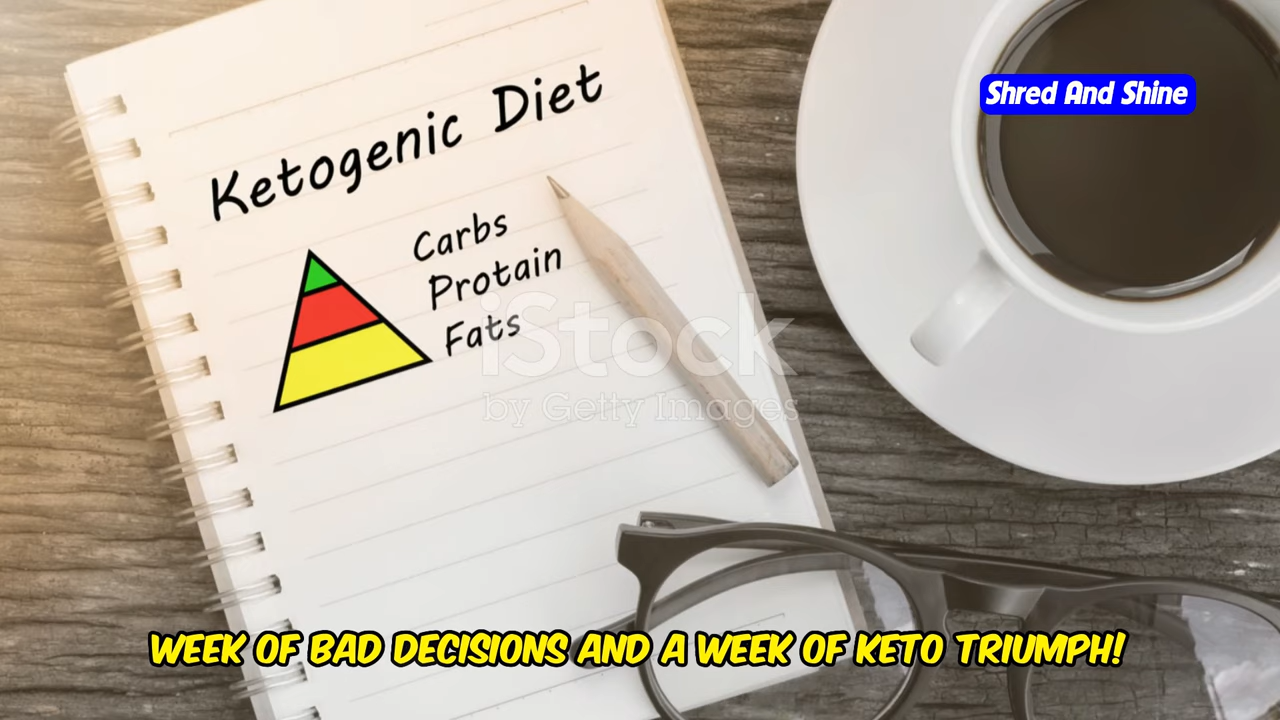 Shred And Shine
Ketogenic Diet
Carbs
Protain
Fats
iStock
by Getty Images
WEEK OF BAD DECISIONS AND A WEEK OF KETO TRIUMPH!